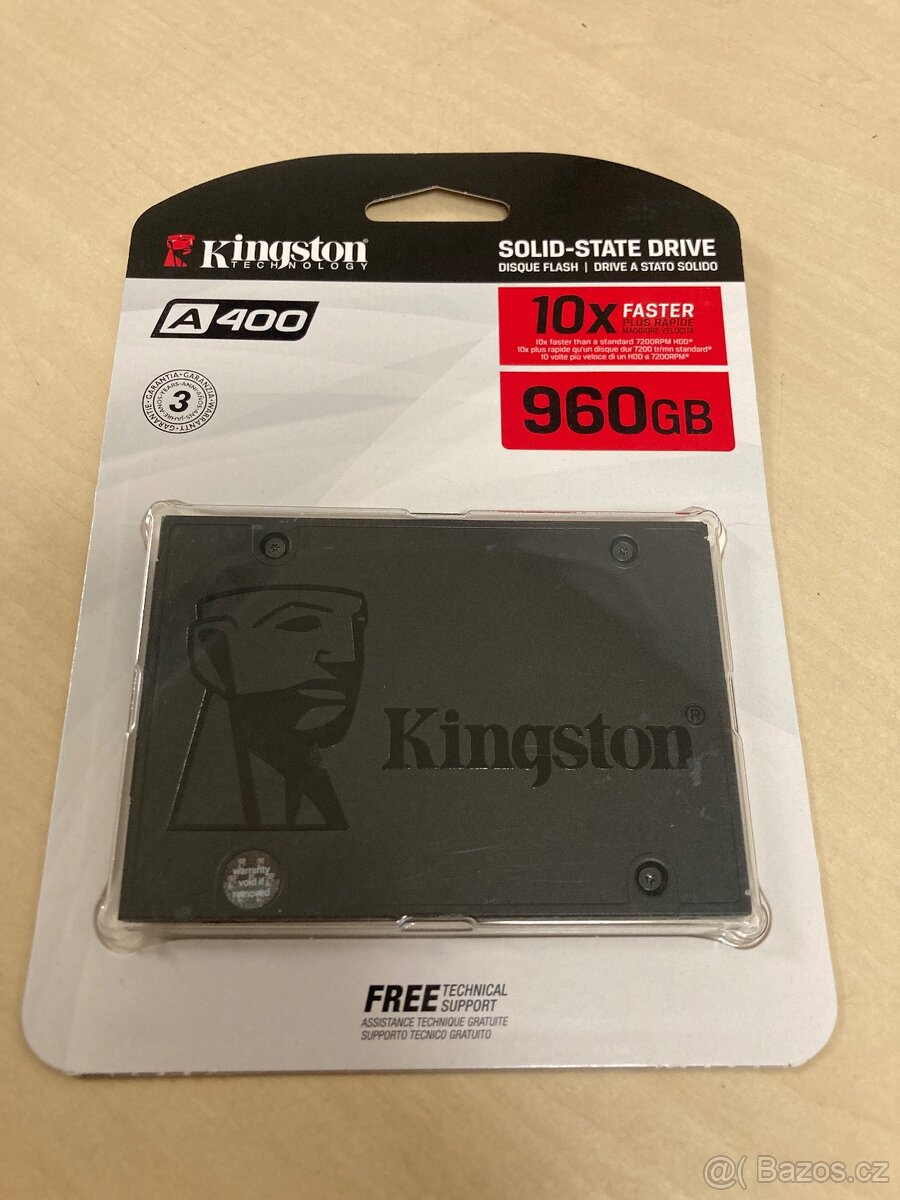 Kingston
TECHNOLOGY
SOLID-STATE DRIVE
DISQUE FLASH | DRIVE A STATO SOLIDO
A400
10x FASTER
PLUS RAPIDE
MAGGIORE VELOCITÀ
10x faster than a standard 7200RPM HDD*
10x plus rapide qu'un disque dur 7200 tr/mn standard*
10 volte più veloce di un HDD a 7200RPM*
960GB
3
Kingston®
warranty
void if
removed
FREE TECHNICAL
SUPPORT
ASSISTANCE TECHNIQUE GRATUITE
SUPPORTO TECNICO GRATUITO
@( Bazos.cz